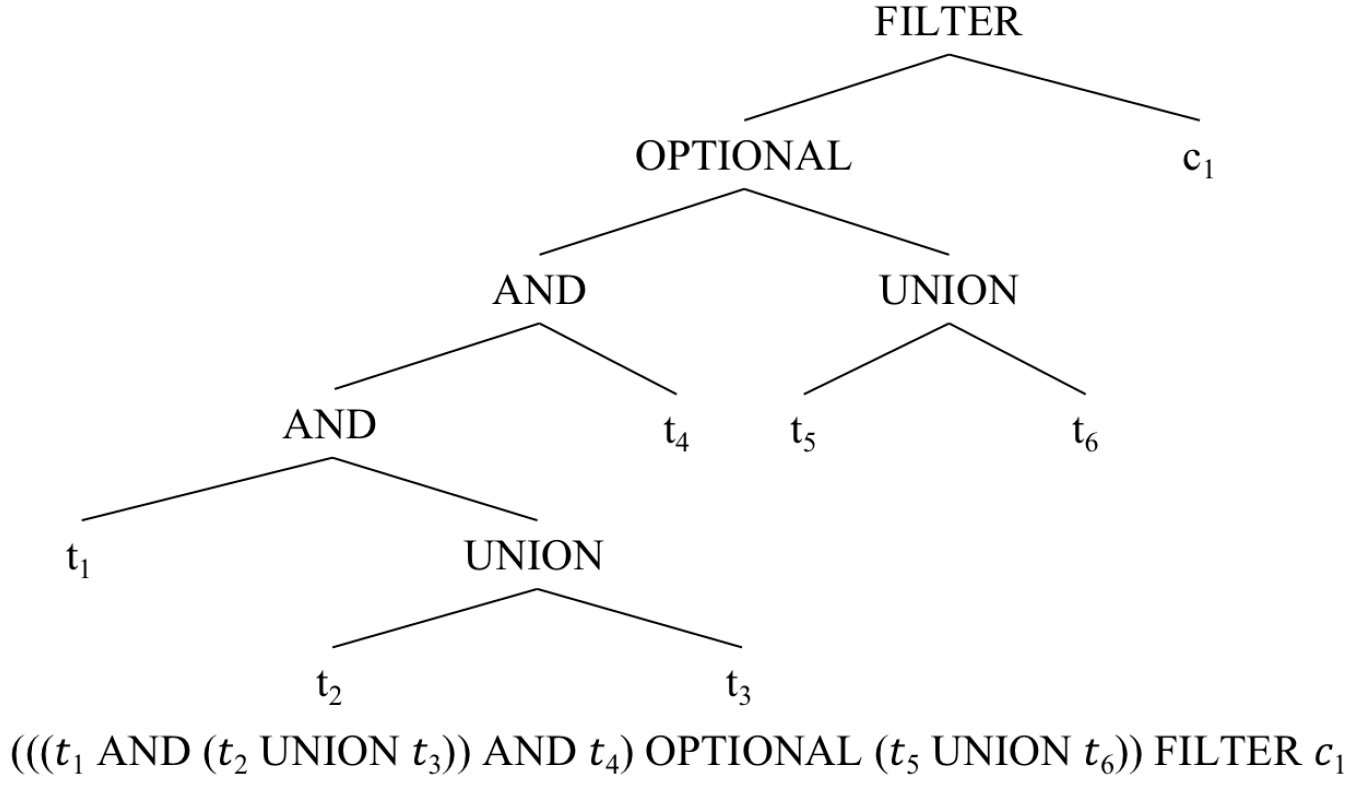 FILTER
OPTIONAL c₁
AND UNION
AND t₄ t₅ t₆
t₁ UNION
t₂ t₃
(((t₁ AND (t₂ UNION t₃)) AND t₄) OPTIONAL (t₅ UNION t₆)) FILTER c₁